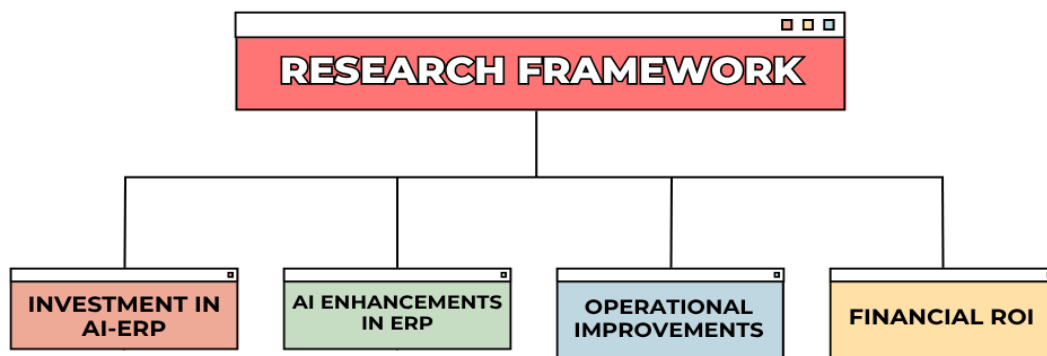 RESEARCH FRAMEWORK
INVESTMENT IN
AI-ERP
AI ENHANCEMENTS
IN ERP
OPERATIONAL
IMPROVEMENTS
FINANCIAL ROI